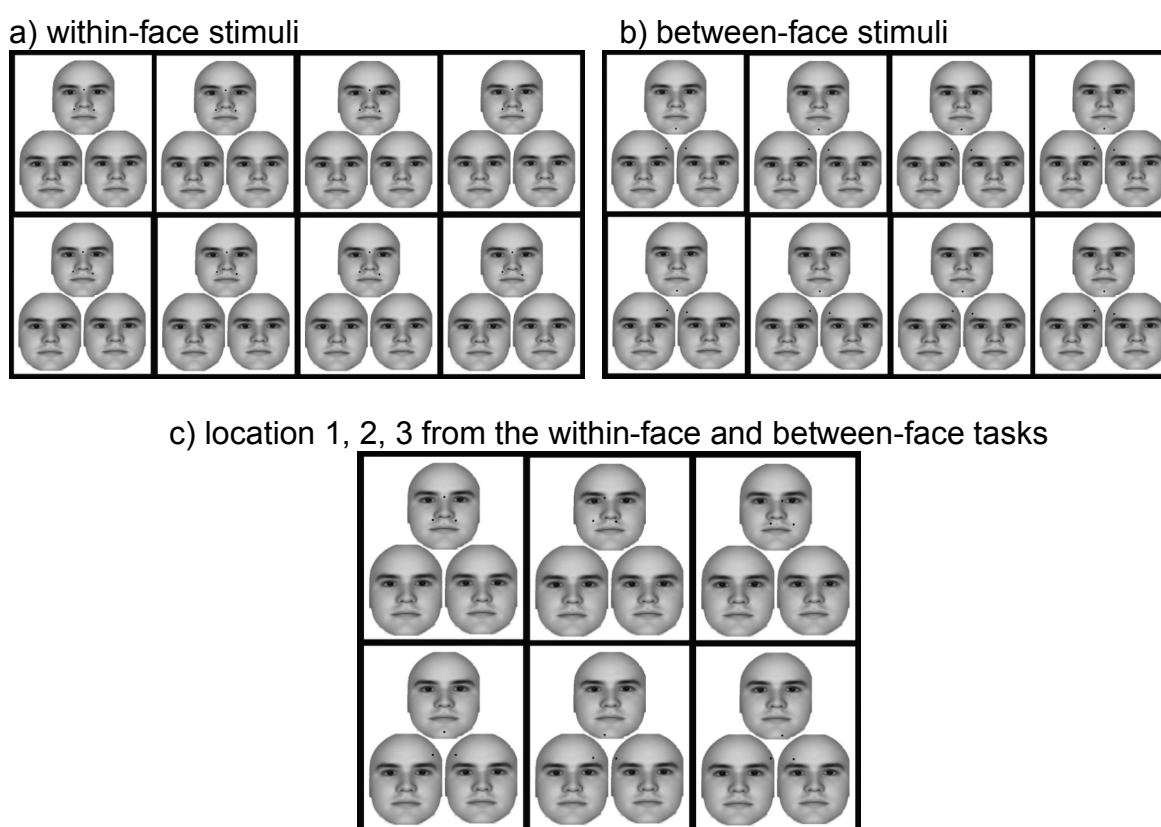 a) within-face stimuli
b) between-face stimuli
c) location 1, 2, 3 from the within-face and between-face tasks